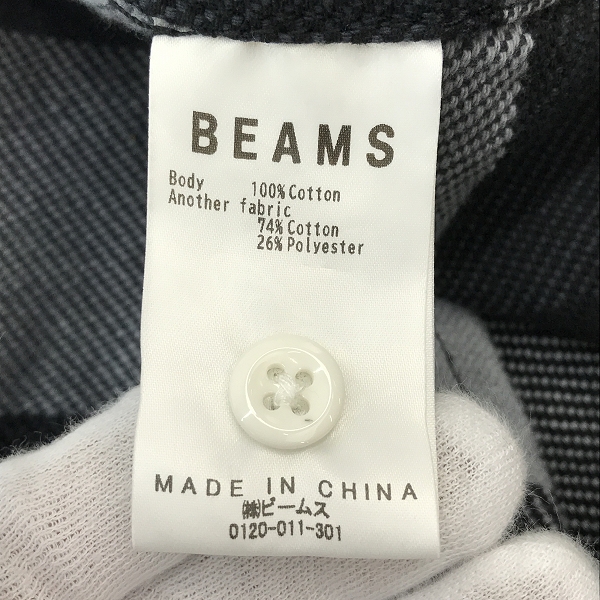 BEAMS
Body 100%Cotton
Another fabric
74%Cotton
26%Polyester
MADE IN CHINA
㈱ビームス
0120-011-301